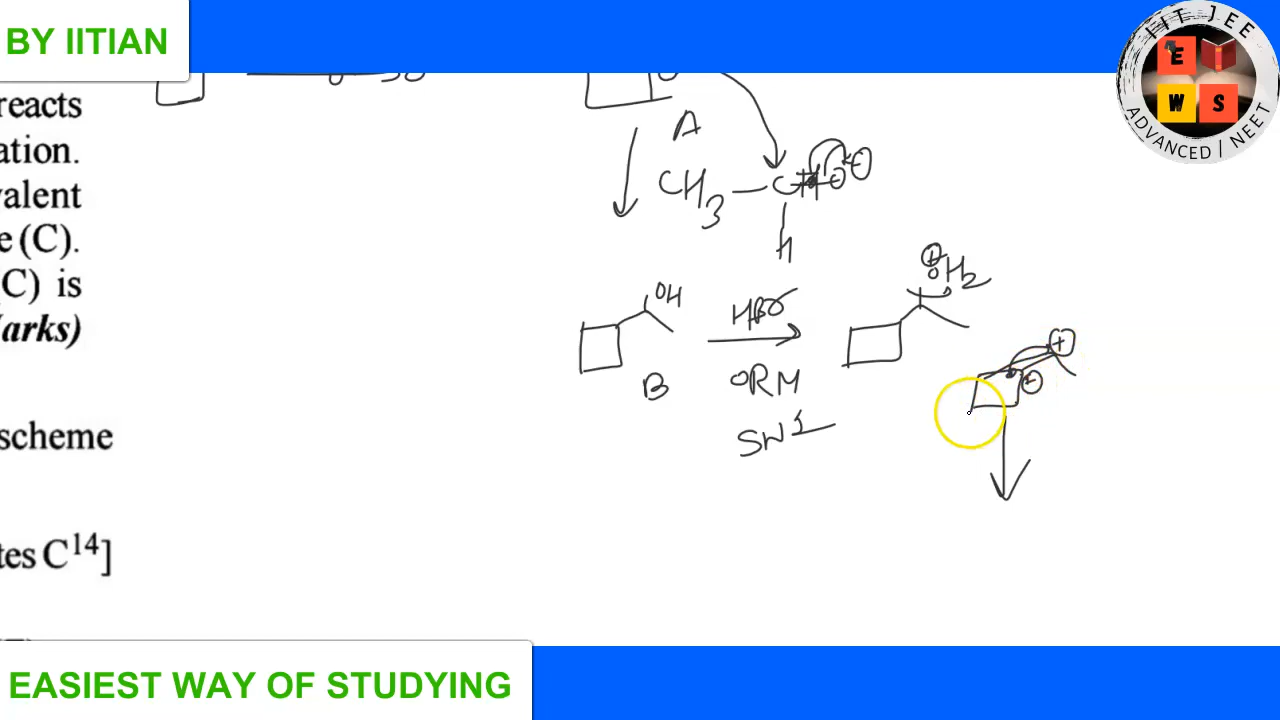 BY IITIAN
IIT JEE
E
W S
ADVANCED | NEET
reacts
ation.
valent
e (C).
(C) is
larks)
scheme
tes C¹⁴]
A
CH₃ — C
H
OH
B
HBr
ORM
SN1
⊕
OH₂
⊕
EASIEST WAY OF STUDYING